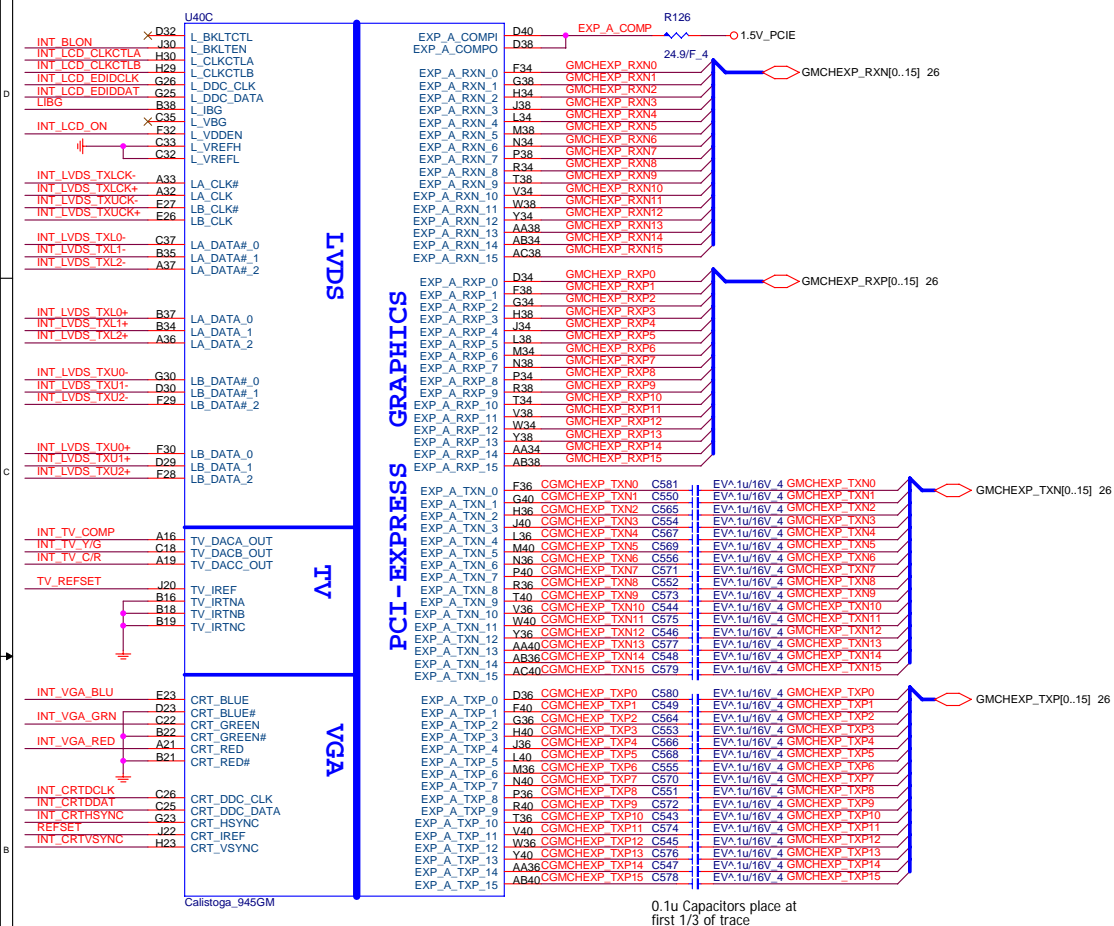 U40C
D32 L_BKLTCTL
INT_BLON J30 L_BKLTEN
INT_LCD_CLKCTLA H30 L_CLKCTLA
INT_LCD_CLKCTLB H29 L_CLKCTLB
INT_LCD_EDIDCLK G26 L_DDC_CLK
INT_LCD_EDIDDAT G25 L_DDC_DATA
LIBG B38 L_IBG
C35 L_VBG
INT_LCD_ON F32 L_VDDEN
C33 L_VREFH
C32 L_VREFL
INT_LVDS_TXLCK- A33 LA_CLK#
INT_LVDS_TXLCK+ A32 LA_CLK
INT_LVDS_TXUCK- E27 LB_CLK#
INT_LVDS_TXUCK+ E26 LB_CLK
INT_LVDS_TXL0- C37 LA_DATA#_0
INT_LVDS_TXL1- B35 LA_DATA#_1
INT_LVDS_TXL2- A37 LA_DATA#_2
INT_LVDS_TXL0+ B37 LA_DATA_0
INT_LVDS_TXL1+ B34 LA_DATA_1
INT_LVDS_TXL2+ A36 LA_DATA_2
INT_LVDS_TXU0- G30 LB_DATA#_0
INT_LVDS_TXU1- D30 LB_DATA#_1
INT_LVDS_TXU2- F29 LB_DATA#_2
INT_LVDS_TXU0+ F30 LB_DATA_0
INT_LVDS_TXU1+ D29 LB_DATA_1
INT_LVDS_TXU2+ F28 LB_DATA_2
LVDS
INT_TV_COMP A16 TV_DACA_OUT
INT_TV_Y/G C18 TV_DACB_OUT
INT_TV_C/R A19 TV_DACC_OUT
TV_REFSET J20 TV_IREF
B16 TV_IRTNA
B18 TV_IRTNB
B19 TV_IRTNC
TV
INT_VGA_BLU E23 CRT_BLUE
D23 CRT_BLUE#
INT_VGA_GRN C22 CRT_GREEN
B22 CRT_GREEN#
INT_VGA_RED A21 CRT_RED
B21 CRT_RED#
INT_CRTDCLK C26 CRT_DDC_CLK
INT_CRTDDAT C25 CRT_DDC_DATA
INT_CRTHSYNC G23 CRT_HSYNC
REFSET J22 CRT_IREF
INT_CRTVSYNC H23 CRT_VSYNC
VGA
Calistoga_945GM
PCI-EXPRESS GRAPHICS
R126
EXP_A_COMPI D40 EXP_A_COMP 1.5V_PCIE
EXP_A_COMPO D38
24.9/F_4
EXP_A_RXN_0 F34 GMCHEXP_RXN0
EXP_A_RXN_1 G38 GMCHEXP_RXN1
EXP_A_RXN_2 H34 GMCHEXP_RXN2
EXP_A_RXN_3 J38 GMCHEXP_RXN3
EXP_A_RXN_4 L34 GMCHEXP_RXN4
EXP_A_RXN_5 M38 GMCHEXP_RXN5
EXP_A_RXN_6 N34 GMCHEXP_RXN6
EXP_A_RXN_7 P38 GMCHEXP_RXN7
EXP_A_RXN_8 R34 GMCHEXP_RXN8
EXP_A_RXN_9 T38 GMCHEXP_RXN9
EXP_A_RXN_10 V34 GMCHEXP_RXN10
EXP_A_RXN_11 W38 GMCHEXP_RXN11
EXP_A_RXN_12 Y34 GMCHEXP_RXN12
EXP_A_RXN_13 AA38 GMCHEXP_RXN13
EXP_A_RXN_14 AB34 GMCHEXP_RXN14
EXP_A_RXN_15 AC38 GMCHEXP_RXN15
GMCHEXP_RXN[0..15] 26
EXP_A_RXP_0 D34 GMCHEXP_RXP0
EXP_A_RXP_1 F38 GMCHEXP_RXP1
EXP_A_RXP_2 G34 GMCHEXP_RXP2
EXP_A_RXP_3 H38 GMCHEXP_RXP3
EXP_A_RXP_4 J34 GMCHEXP_RXP4
EXP_A_RXP_5 L38 GMCHEXP_RXP5
EXP_A_RXP_6 M34 GMCHEXP_RXP6
EXP_A_RXP_7 N38 GMCHEXP_RXP7
EXP_A_RXP_8 P34 GMCHEXP_RXP8
EXP_A_RXP_9 R38 GMCHEXP_RXP9
EXP_A_RXP_10 T34 GMCHEXP_RXP10
EXP_A_RXP_11 V38 GMCHEXP_RXP11
EXP_A_RXP_12 W34 GMCHEXP_RXP12
EXP_A_RXP_13 Y38 GMCHEXP_RXP13
EXP_A_RXP_14 AA34 GMCHEXP_RXP14
EXP_A_RXP_15 AB38 GMCHEXP_RXP15
GMCHEXP_RXP[0..15] 26
EXP_A_TXN_0 F36 CGMCHEXP_TXN0 C581 EV^.1u/16V_4 GMCHEXP_TXN0
EXP_A_TXN_1 G40 CGMCHEXP_TXN1 C550 EV^.1u/16V_4 GMCHEXP_TXN1
EXP_A_TXN_2 H36 CGMCHEXP_TXN2 C565 EV^.1u/16V_4 GMCHEXP_TXN2
EXP_A_TXN_3 J40 CGMCHEXP_TXN3 C554 EV^.1u/16V_4 GMCHEXP_TXN3
EXP_A_TXN_4 L36 CGMCHEXP_TXN4 C567 EV^.1u/16V_4 GMCHEXP_TXN4
EXP_A_TXN_5 M40 CGMCHEXP_TXN5 C569 EV^.1u/16V_4 GMCHEXP_TXN5
EXP_A_TXN_6 N36 CGMCHEXP_TXN6 C556 EV^.1u/16V_4 GMCHEXP_TXN6
EXP_A_TXN_7 P40 CGMCHEXP_TXN7 C571 EV^.1u/16V_4 GMCHEXP_TXN7
EXP_A_TXN_8 R36 CGMCHEXP_TXN8 C552 EV^.1u/16V_4 GMCHEXP_TXN8
EXP_A_TXN_9 T40 CGMCHEXP_TXN9 C573 EV^.1u/16V_4 GMCHEXP_TXN9
EXP_A_TXN_10 V36 CGMCHEXP_TXN10 C544 EV^.1u/16V_4 GMCHEXP_TXN10
EXP_A_TXN_11 W40 CGMCHEXP_TXN11 C575 EV^.1u/16V_4 GMCHEXP_TXN11
EXP_A_TXN_12 Y36 CGMCHEXP_TXN12 C546 EV^.1u/16V_4 GMCHEXP_TXN12
EXP_A_TXN_13 AA40 CGMCHEXP_TXN13 C577 EV^.1u/16V_4 GMCHEXP_TXN13
EXP_A_TXN_14 AB36 CGMCHEXP_TXN14 C548 EV^.1u/16V_4 GMCHEXP_TXN14
EXP_A_TXN_15 AC40 CGMCHEXP_TXN15 C579 EV^.1u/16V_4 GMCHEXP_TXN15
GMCHEXP_TXN[0..15] 26
EXP_A_TXP_0 D36 CGMCHEXP_TXP0 C580 EV^.1u/16V_4 GMCHEXP_TXP0
EXP_A_TXP_1 F40 CGMCHEXP_TXP1 C549 EV^.1u/16V_4 GMCHEXP_TXP1
EXP_A_TXP_2 G36 CGMCHEXP_TXP2 C564 EV^.1u/16V_4 GMCHEXP_TXP2
EXP_A_TXP_3 H40 CGMCHEXP_TXP3 C553 EV^.1u/16V_4 GMCHEXP_TXP3
EXP_A_TXP_4 J36 CGMCHEXP_TXP4 C566 EV^.1u/16V_4 GMCHEXP_TXP4
EXP_A_TXP_5 L40 CGMCHEXP_TXP5 C568 EV^.1u/16V_4 GMCHEXP_TXP5
EXP_A_TXP_6 M36 CGMCHEXP_TXP6 C555 EV^.1u/16V_4 GMCHEXP_TXP6
EXP_A_TXP_7 N40 CGMCHEXP_TXP7 C570 EV^.1u/16V_4 GMCHEXP_TXP7
EXP_A_TXP_8 P36 CGMCHEXP_TXP8 C551 EV^.1u/16V_4 GMCHEXP_TXP8
EXP_A_TXP_9 R40 CGMCHEXP_TXP9 C572 EV^.1u/16V_4 GMCHEXP_TXP9
EXP_A_TXP_10 T36 CGMCHEXP_TXP10 C543 EV^.1u/16V_4 GMCHEXP_TXP10
EXP_A_TXP_11 V40 CGMCHEXP_TXP11 C574 EV^.1u/16V_4 GMCHEXP_TXP11
EXP_A_TXP_12 W36 CGMCHEXP_TXP12 C545 EV^.1u/16V_4 GMCHEXP_TXP12
EXP_A_TXP_13 Y40 CGMCHEXP_TXP13 C576 EV^.1u/16V_4 GMCHEXP_TXP13
EXP_A_TXP_14 AA36 CGMCHEXP_TXP14 C547 EV^.1u/16V_4 GMCHEXP_TXP14
EXP_A_TXP_15 AB40 CGMCHEXP_TXP15 C578 EV^.1u/16V_4 GMCHEXP_TXP15
GMCHEXP_TXP[0..15] 26
0.1u Capacitors place at
first 1/3 of trace
D
C
B